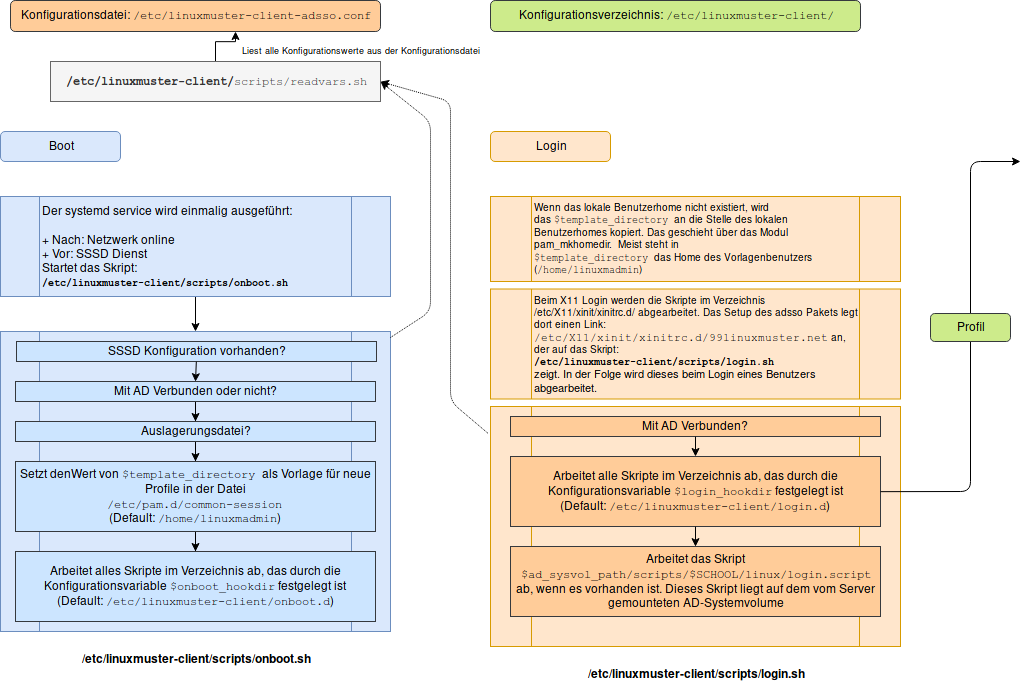 Konfigurationsdatei: /etc/linuxmuster-client-adsso.conf
Konfigurationsverzeichnis: /etc/linuxmuster-client/
Liest alle Konfigurationswerte aus der Konfigurationsdatei
/etc/linuxmuster-client/scripts/readvars.sh
Boot
Login
Der systemd service wird einmalig ausgeführt:
+ Nach: Netzwerk online
+ Vor: SSSD Dienst
Startet das Skript:
/etc/linuxmuster-client/scripts/onboot.sh
SSSD Konfiguration vorhanden?
Mit AD Verbunden oder nicht?
Auslagerungsdatei?
Setzt denWert von $template_directory als Vorlage für neue
Profile in der Datei
/etc/pam.d/common-session
(Default: /home/linuxmadmin)
Arbeitet alles Skripte im Verzeichnis ab, das durch die
Konfigurationsvariable $onboot_hookdir festgelegt ist
(Default: /etc/linuxmuster-client/onboot.d)
/etc/linuxmuster-client/scripts/onboot.sh
Wenn das lokale Benutzerhome nicht existiert, wird
das $template_directory an die Stelle des lokalen
Benutzerhomes kopiert. Das geschieht über das Modul
pam_mkhomedir. Meist steht in
$template_directory das Home des Vorlagenbenutzers
(/home/linuxmadmin)
Beim X11 Login werden die Skripte im Verzeichnis
/etc/X11/xinit/xinitrc.d/ abgearbeitet. Das Setup des adsso Pakets legt
dort einen Link:
/etc/X11/xinit/xinitrc.d/99linuxmuster.net an,
der auf das Skript:
/etc/linuxmuster-client/scripts/login.sh
zeigt. In der Folge wird dieses beim Login eines Benutzers
abgearbeitet.
Mit AD Verbunden?
Arbeitet alle Skripte im Verzeichnis ab, das durch die
Konfigurationsvariable $login_hookdir festgelegt ist
(Default: /etc/linuxmuster-client/login.d)
Arbeitet das Skript
$ad_sysvol_path/scripts/$SCHOOL/linux/login.script
ab, wenn es vorhanden ist. Dieses Skript liegt auf dem vom Server
gemounteten AD-Systemvolume
/etc/linuxmuster-client/scripts/login.sh
Profil